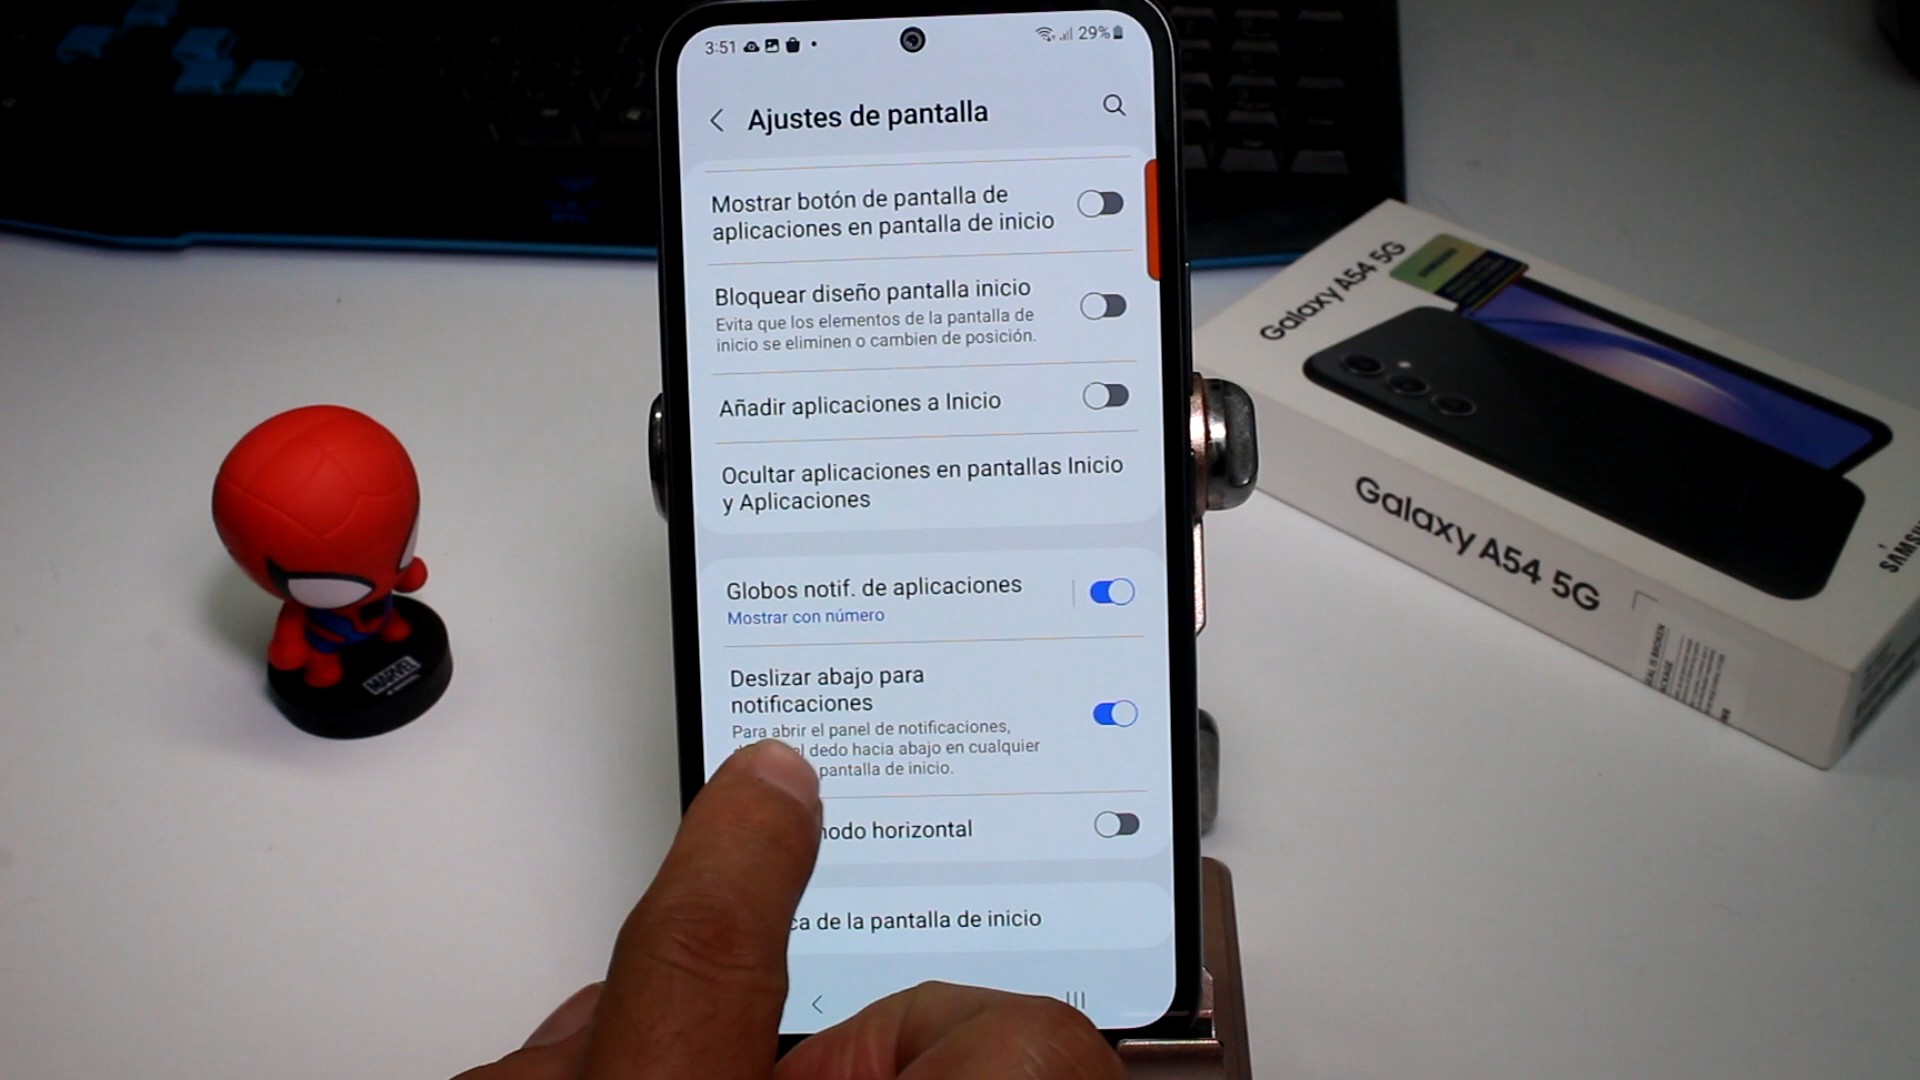 3:51
29%
Ajustes de pantalla
Mostrar botón de pantalla de
aplicaciones en pantalla de inicio
Bloquear diseño pantalla inicio
Evita que los elementos de la pantalla de
inicio se eliminen o cambien de posición.
Añadir aplicaciones a Inicio
Ocultar aplicaciones en pantallas Inicio
y Aplicaciones
Globos notif. de aplicaciones
Mostrar con número
Deslizar abajo para
notificaciones
Para abrir el panel de notificaciones,
dedo hacia abajo en cualquier
pantalla de inicio.
horizontal
de la pantalla de inicio
MARVEL
Galaxy A54 5G
SAMSUNG
Galaxy A54 5G